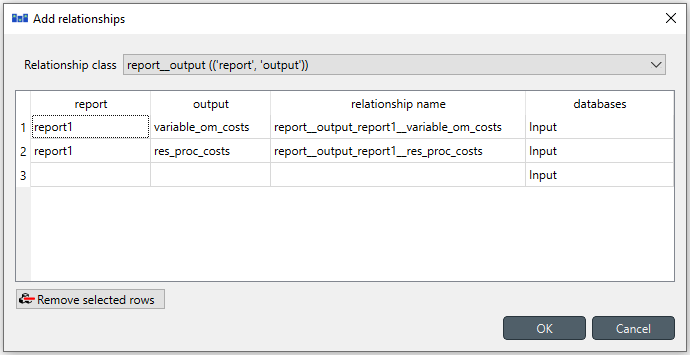 Add relationships
Relationship class report__output (('report', 'output'))
report output relationship name databases
1 report1 variable_om_costs report__output_report1__variable_om_costs Input
2 report1 res_proc_costs report__output_report1__res_proc_costs Input
3 Input
Remove selected rows
OK Cancel